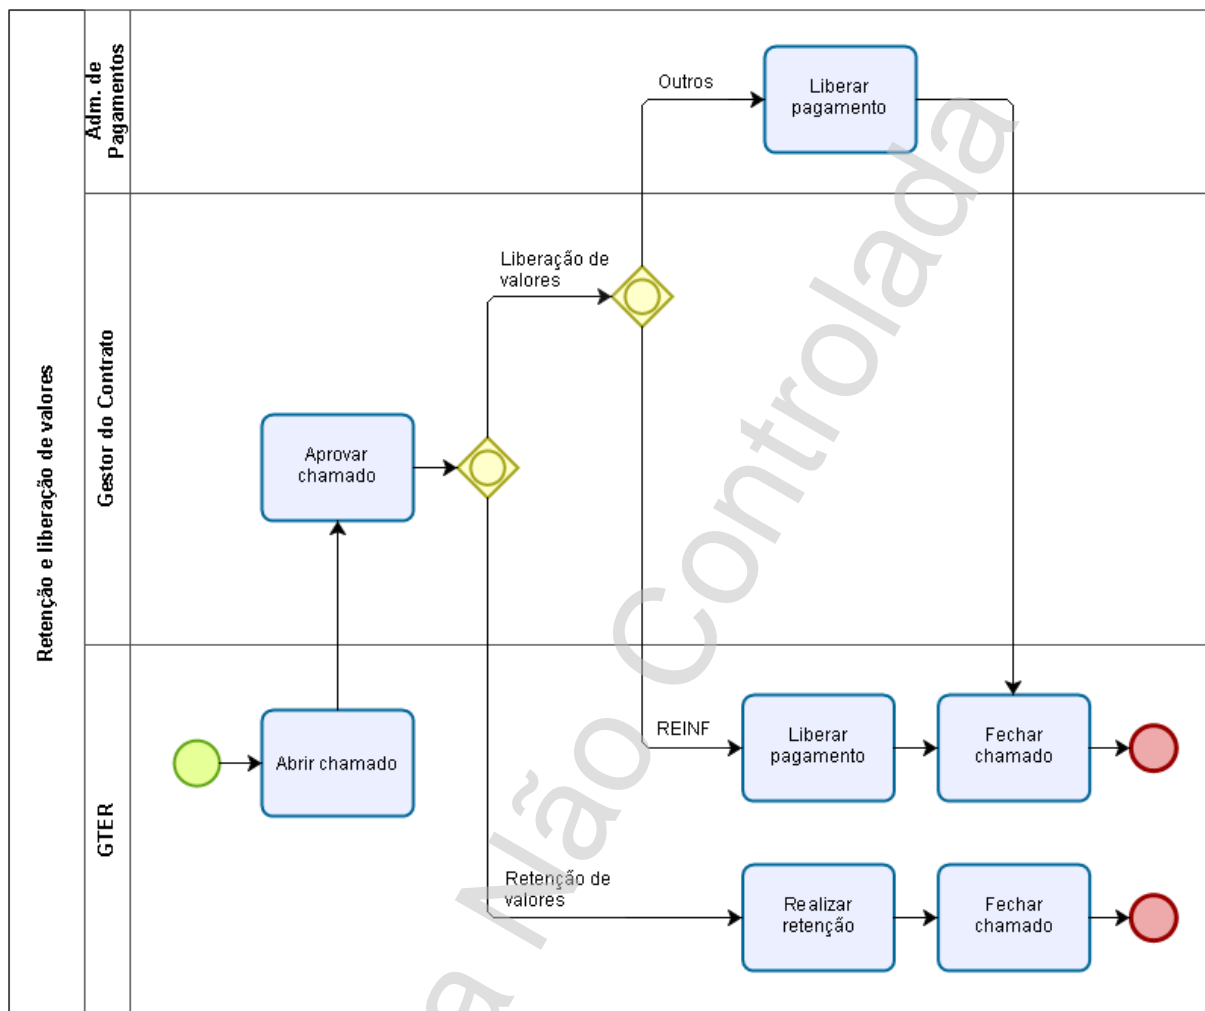 Retenção e liberação de valores
Adm. de
Pagamentos
Outros
Liberar
pagamento
Gestor do Contrato
Liberação de
valores
Aprovar
chamado
GTER
Abrir chamado
REINF
Liberar
pagamento
Fechar
chamado
Retenção de
valores
Realizar
retenção
Fechar
chamado
a Não Controlada